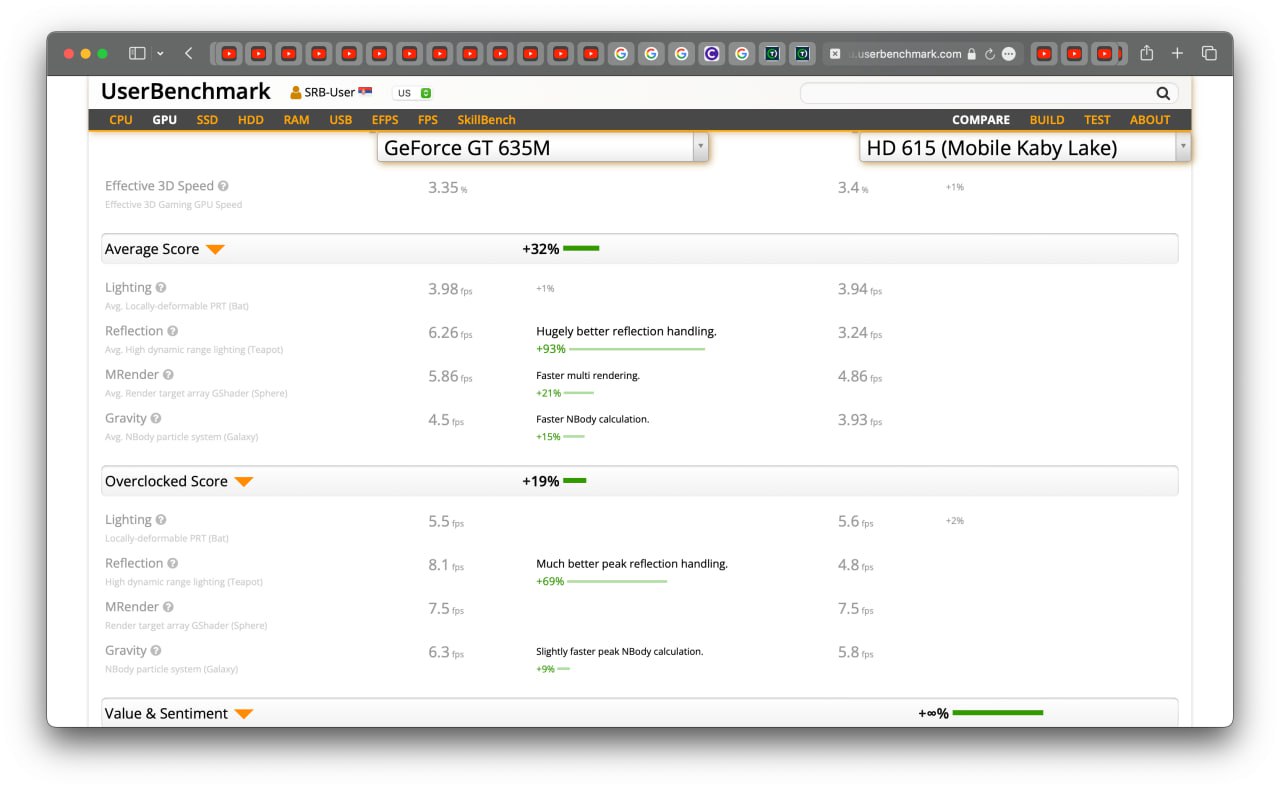 u.userbenchmark.com
UserBenchmark SRB-User US
CPU GPU SSD HDD RAM USB EFPS FPS SkillBench COMPARE BUILD TEST ABOUT
GeForce GT 635M HD 615 (Mobile Kaby Lake)
Effective 3D Speed 3.35 % 3.4 % +1%
Effective 3D Gaming GPU Speed
Average Score +32%
Lighting 3.98 fps +1% 3.94 fps
Avg. Locally-deformable PRT (Bat)
Reflection 6.26 fps Hugely better reflection handling. 3.24 fps
Avg. High dynamic range lighting (Teapot) +93%
MRender 5.86 fps Faster multi rendering. 4.86 fps
Avg. Render target array GShader (Sphere) +21%
Gravity 4.5 fps Faster NBody calculation. 3.93 fps
Avg. NBody particle system (Galaxy) +15%
Overclocked Score +19%
Lighting 5.5 fps 5.6 fps +2%
Locally-deformable PRT (Bat)
Reflection 8.1 fps Much better peak reflection handling. 4.8 fps
High dynamic range lighting (Teapot) +69%
MRender 7.5 fps 7.5 fps
Render target array GShader (Sphere)
Gravity 6.3 fps Slightly faster peak NBody calculation. 5.8 fps
NBody particle system (Galaxy) +9%
Value & Sentiment +∞%